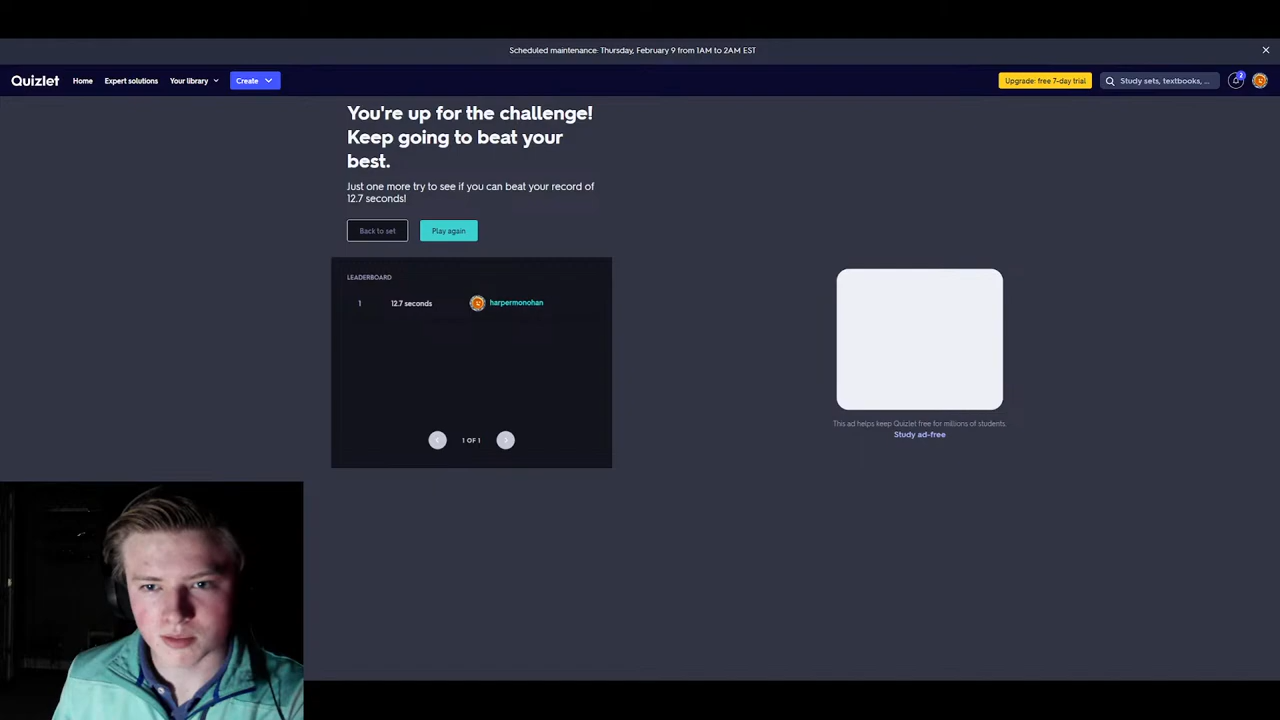 Scheduled maintenance: Thursday, February 9 from 1AM to 2AM EST
Quizlet Home Expert solutions Your library Create Upgrade: free 7-day trial Study sets, textbooks, ... 2
You're up for the challenge!
Keep going to beat your
best.
Just one more try to see if you can beat your record of
12.7 seconds!
Back to set Play again
LEADERBOARD
1 12.7 seconds harpermonohan
1 OF 1
This ad helps keep Quizlet free for millions of students.
Study ad-free